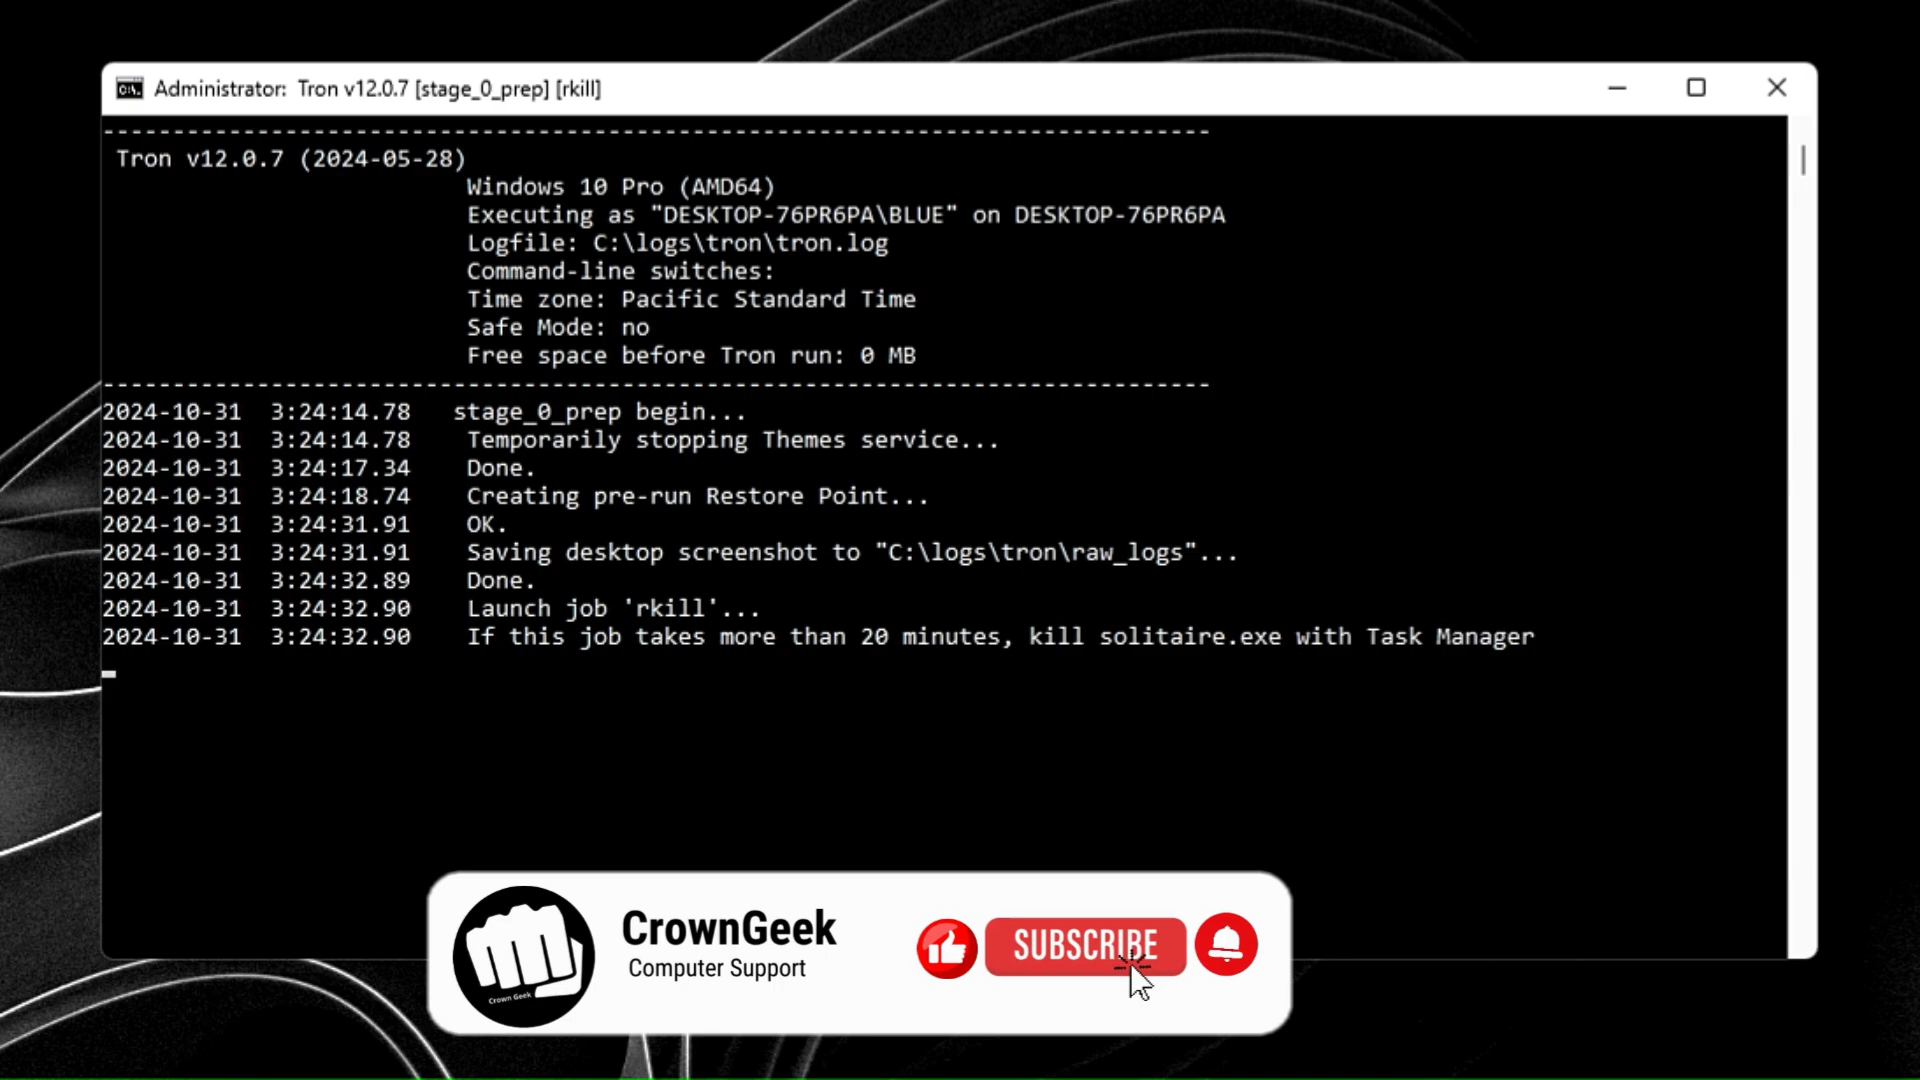 Administrator: Tron v12.0.7 [stage_0_prep] [rkill]
--------------------------------------------------------------------------------
Tron v12.0.7 (2024-05-28)
Windows 10 Pro (AMD64)
Executing as "DESKTOP-76PR6PA\BLUE" on DESKTOP-76PR6PA
Logfile: C:\logs\tron\tron.log
Command-line switches:
Time zone: Pacific Standard Time
Safe Mode: no
Free space before Tron run: 0 MB
--------------------------------------------------------------------------------
2024-10-31 3:24:14.78 stage_0_prep begin...
2024-10-31 3:24:14.78 Temporarily stopping Themes service...
2024-10-31 3:24:17.34 Done.
2024-10-31 3:24:18.74 Creating pre-run Restore Point...
2024-10-31 3:24:31.91 OK.
2024-10-31 3:24:31.91 Saving desktop screenshot to "C:\logs\tron\raw_logs"...
2024-10-31 3:24:32.89 Done.
2024-10-31 3:24:32.90 Launch job 'rkill'...
2024-10-31 3:24:32.90 If this job takes more than 20 minutes, kill solitaire.exe with Task Manager
CrownGeek
Computer Support
Crown Geek
SUBSCRIBE